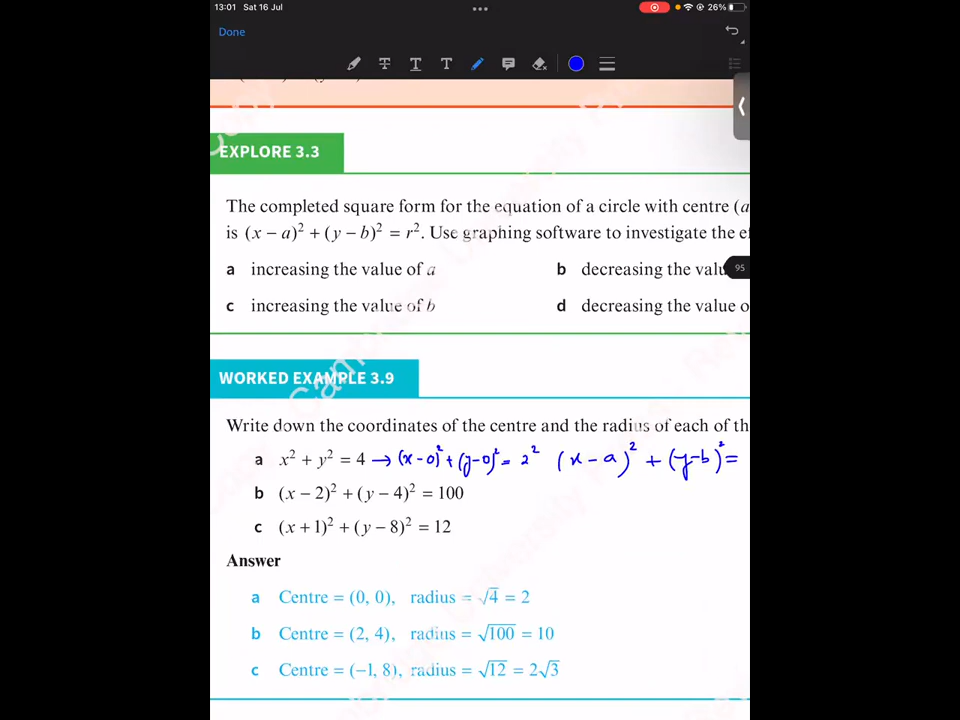 13:01 Sat 16 Jul
26%
Done
EXPLORE 3.3
The completed square form for the equation of a circle with centre (a
is (x − a)² + (y − b)² = r². Use graphing software to investigate the
a increasing the value of a
b decreasing the
95
c increasing the value of b
d decreasing the value o
WORKED EXAMPLE 3.9
Write down the coordinates of the centre and the radius of each of th
a x² + y² = 4 → (x−0)² + (y−0)² = 2² (x−a)² + (y−b)² =
b (x − 2)² + (y − 4)² = 100
c (x + 1)² + (y − 8)² = 12
Answer
a Centre = (0, 0), radius = √4 = 2
b Centre = (2, 4), radius = √100 = 10
c Centre = (−1, 8), radius = √12 = 2√3